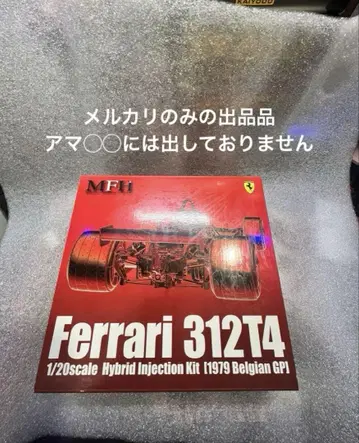 KAIYODO
メルカリのみの出品品
アマ◯◯には出しておりません
MFH
Ferrari 312T4
1/20scale Hybrid Injection Kit [1979 Belgian GP]